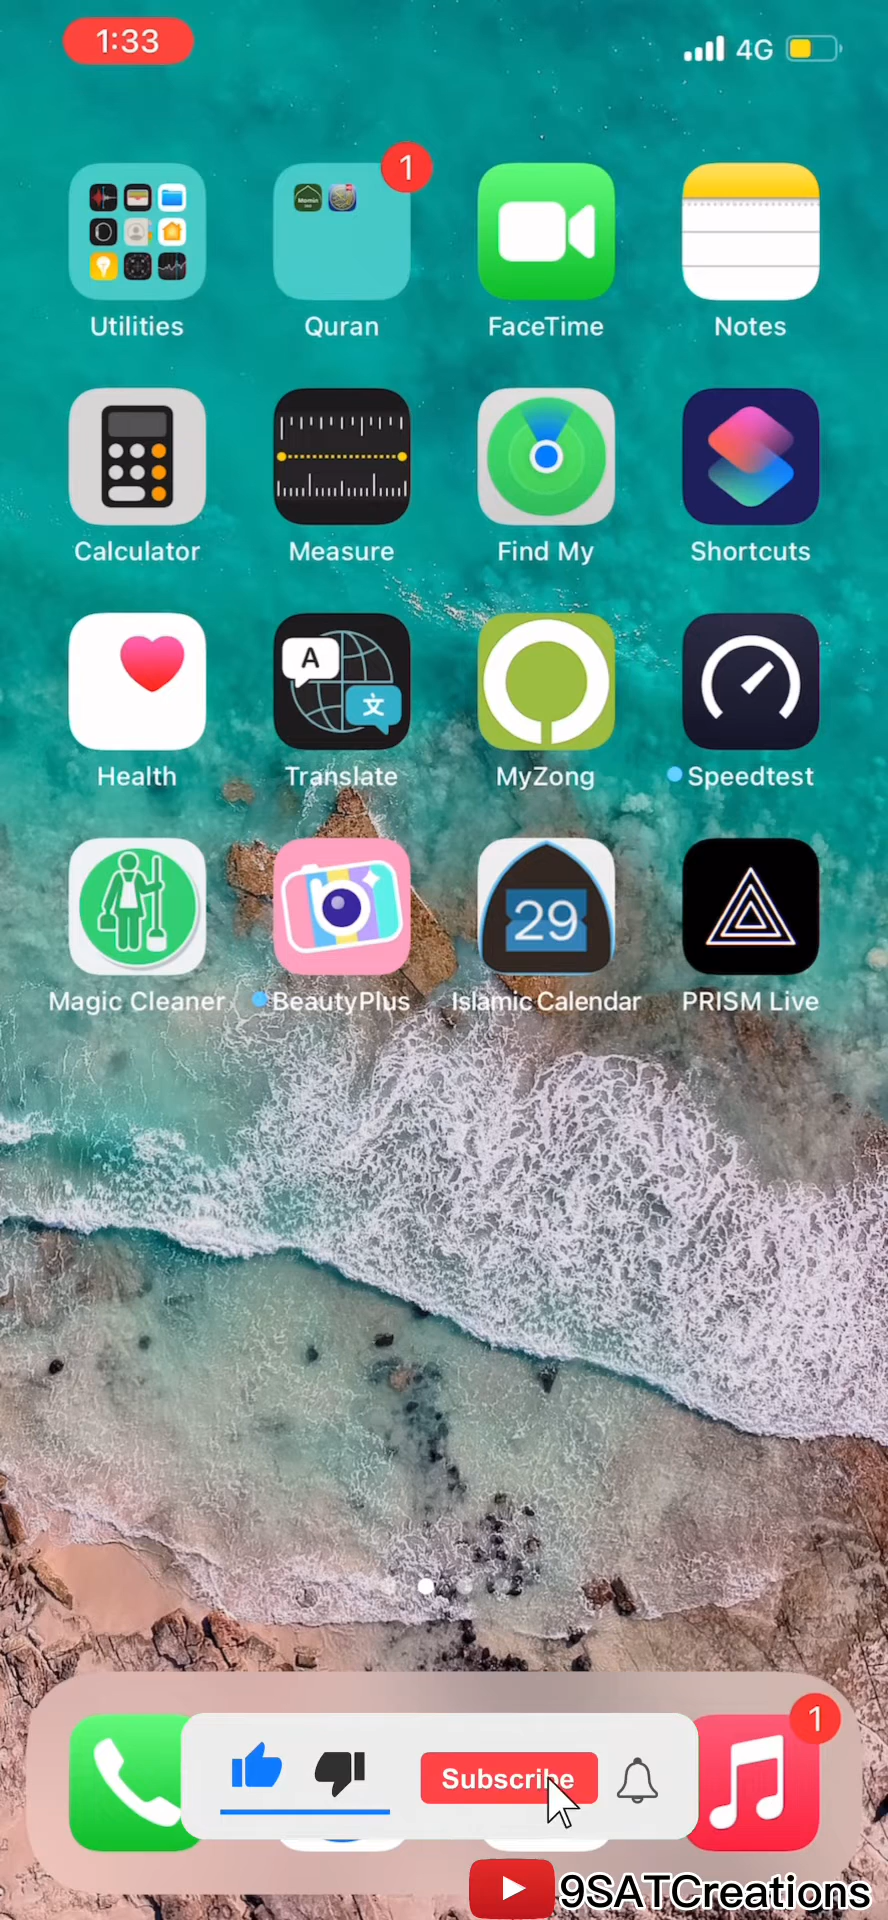 1:33
4G
1
Utilities
Quran
FaceTime
Notes
Calculator
Measure
Find My
Shortcuts
A
文
Health
Translate
MyZong
Speedtest
29
Magic Cleaner
BeautyPlus
Islamic Calendar
PRISM Live
1
Subscribe
9SATCreations